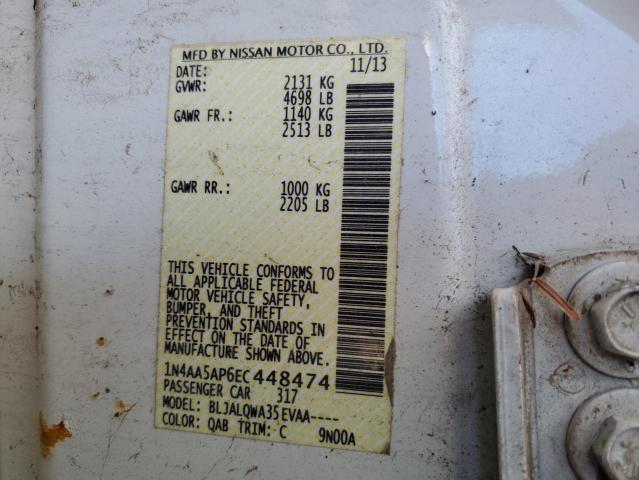 MFD BY NISSAN MOTOR CO., LTD.
DATE: 11/13
GVWR: 2131 KG
4698 LB
GAWR FR.: 1140 KG
2513 LB
GAWR RR.: 1000 KG
2205 LB
THIS VEHICLE CONFORMS TO
ALL APPLICABLE FEDERAL
MOTOR VEHICLE SAFETY,
BUMPER, AND THEFT
PREVENTION STANDARDS IN
EFFECT ON THE DATE OF
MANUFACTURE SHOWN ABOVE.
1N4AA5AP6EC448474
PASSENGER CAR 317
MODEL: BLJALQWA35EVAA----
COLOR: QAB TRIM: C 9N00A